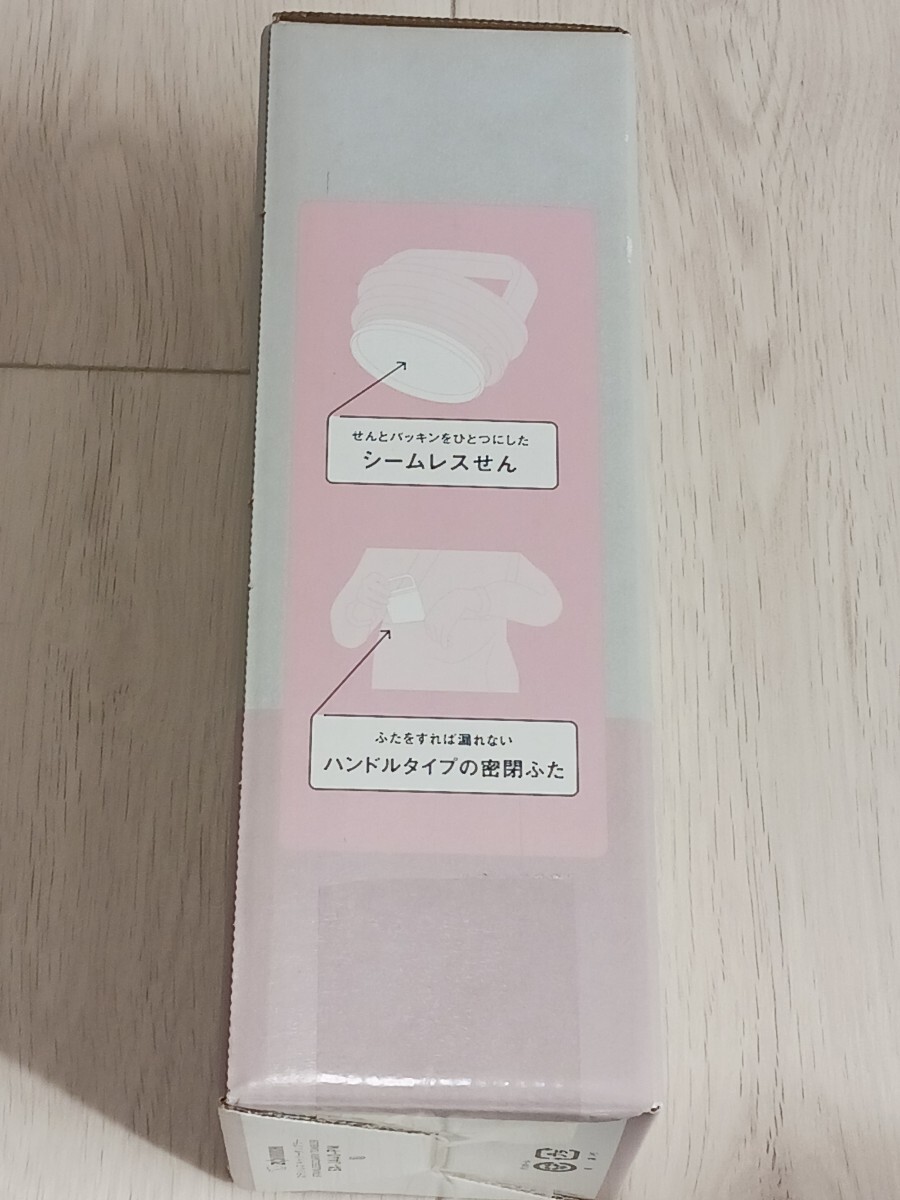 せんとパッキンをひとつにした
シームレスせん
ふたをすれば漏れない
ハンドルタイプの密閉ふた